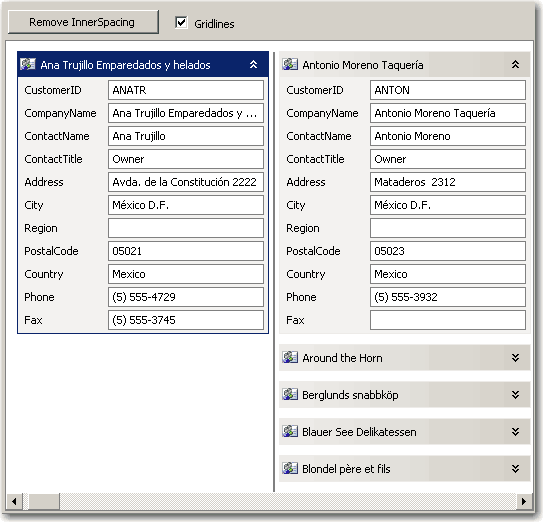 Remove InnerSpacing
Gridlines
Ana Trujillo Emparedados y helados
CustomerID ANATR
CompanyName Ana Trujillo Emparedados y ...
ContactName Ana Trujillo
ContactTitle Owner
Address Avda. de la Constitución 2222
City México D.F.
Region
PostalCode 05021
Country Mexico
Phone (5) 555-4729
Fax (5) 555-3745
Antonio Moreno Taquería
CustomerID ANTON
CompanyName Antonio Moreno Taquería
ContactName Antonio Moreno
ContactTitle Owner
Address Mataderos  2312
City México D.F.
Region
PostalCode 05023
Country Mexico
Phone (5) 555-3932
Fax
Around the Horn
Berglunds snabbköp
Blauer See Delikatessen
Blondel père et fils